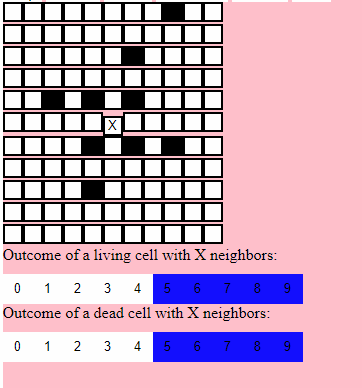 X
Outcome of a living cell with X neighbors:
0 1 2 3 4 5 6 7 8 9
Outcome of a dead cell with X neighbors:
0 1 2 3 4 5 6 7 8 9